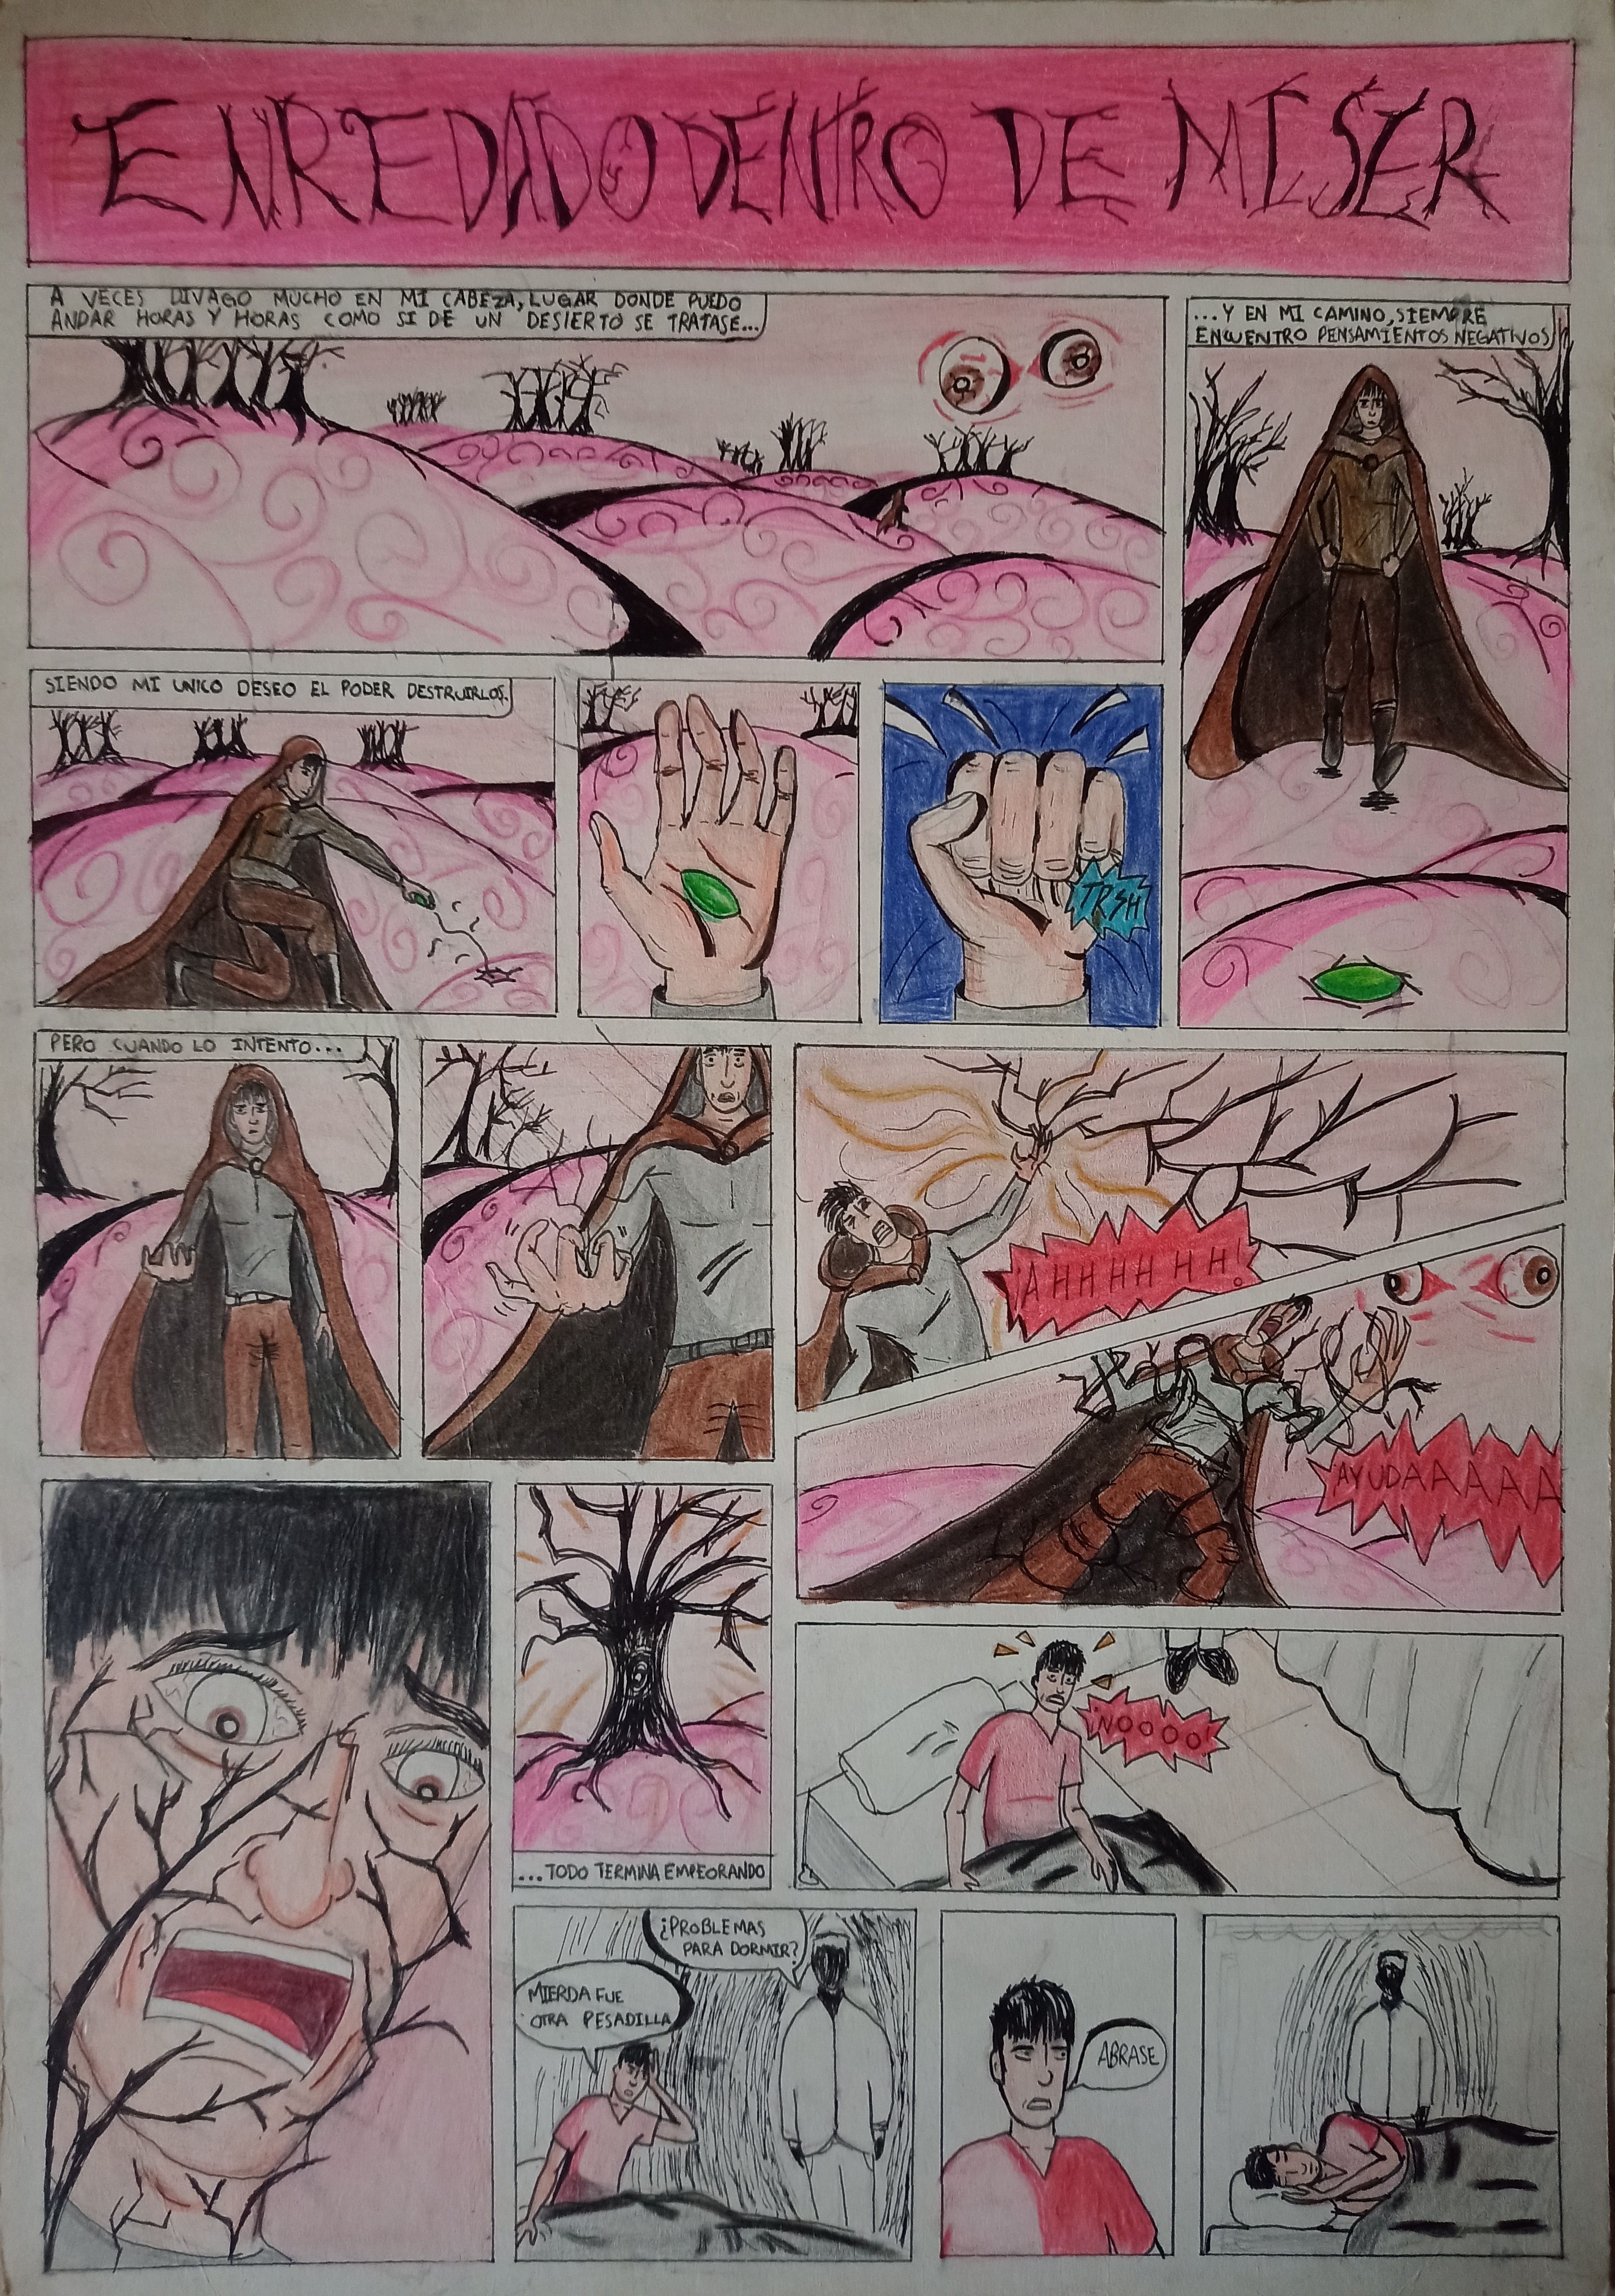 ENREDADO DENTRO DE MI SER
A VECES DIVAGO MUCHO EN MI CABEZA, LUGAR DONDE PUEDO
ANDAR HORAS Y HORAS COMO SI DE UN DESIERTO SE TRATASE...
...Y EN MI CAMINO, SIEMPRE
ENCUENTRO PENSAMIENTOS NEGATIVOS
SIENDO MI UNICO DESEO EL PODER DESTRUIRLOS.
TRSH
PERO CUANDO LO INTENTO...
¡AHHHHHH!
AYUDAAAAAA
...TODO TERMINA EMPEORANDO
¡NOOOO!
¿PROBLEMAS
PARA DORMIR?
MIERDA FUE
OTRA PESADILLA
ABRASE